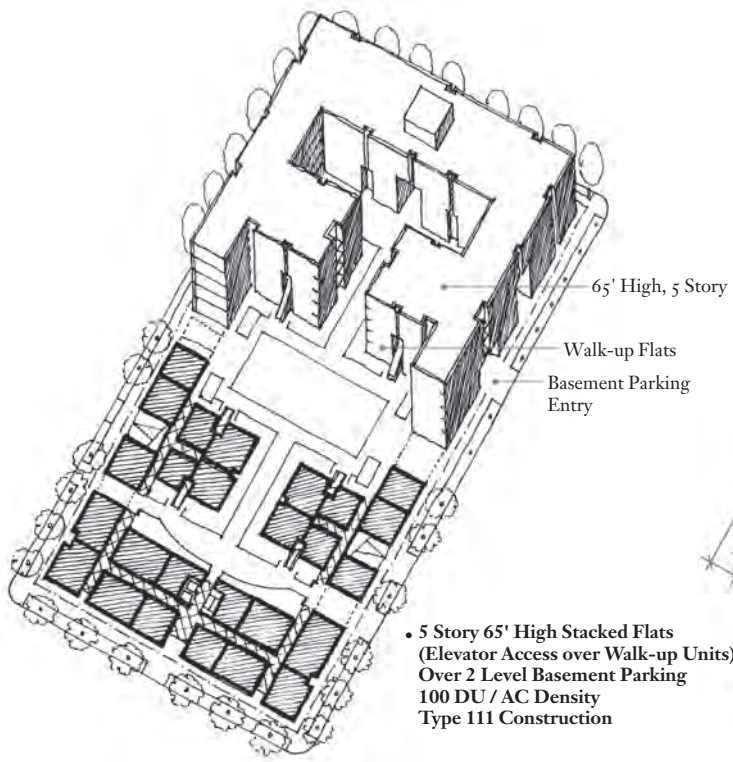 65' High, 5 Story
Walk-up Flats
Basement Parking
Entry
• 5 Story 65' High Stacked Flats
(Elevator Access over Walk-up Units)
Over 2 Level Basement Parking
100 DU / AC Density
Type 111 Construction